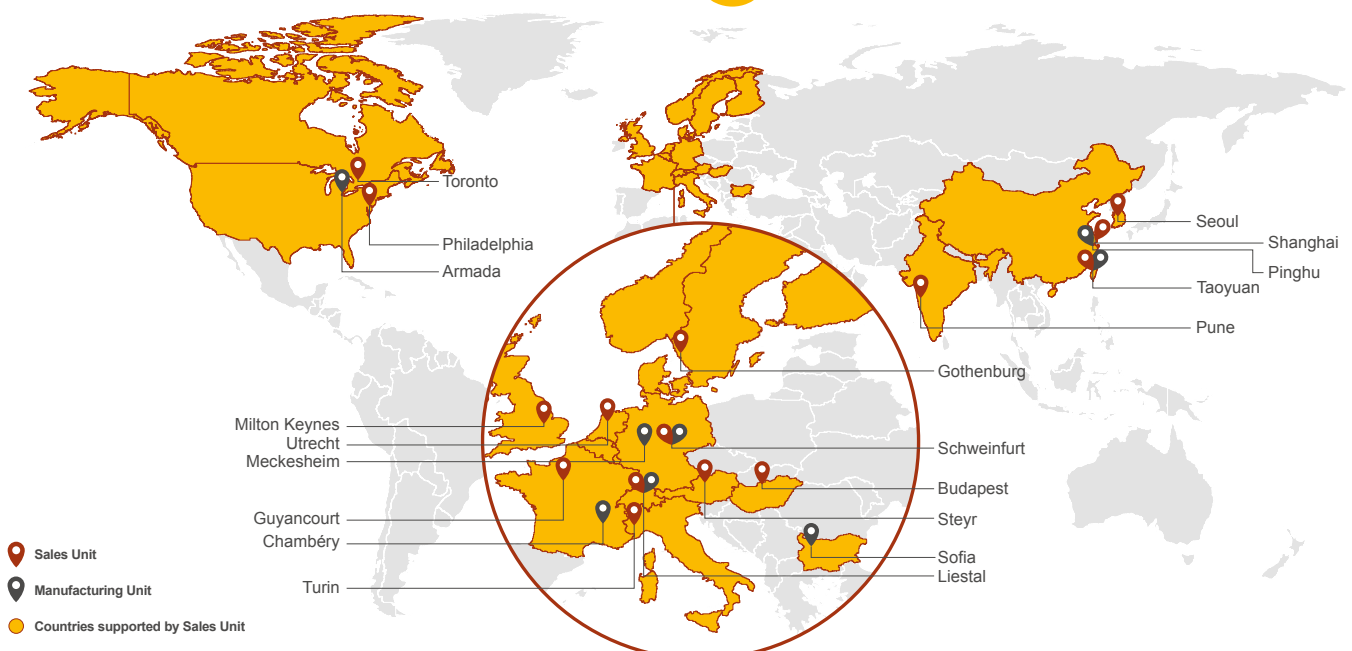 Toronto
Philadelphia
Armada
Seoul
Shanghai
Pinghu
Taoyuan
Pune
Gothenburg
Milton Keynes
Utrecht
Meckesheim
Schweinfurt
Budapest
Guyancourt
Steyr
Chambéry
Sofia
Liestal
Turin
Sales Unit
Manufacturing Unit
Countries supported by Sales Unit